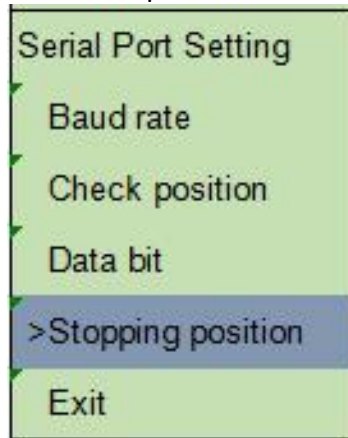 Serial Port Setting
Baud rate
Check position
Data bit
>Stopping position
Exit